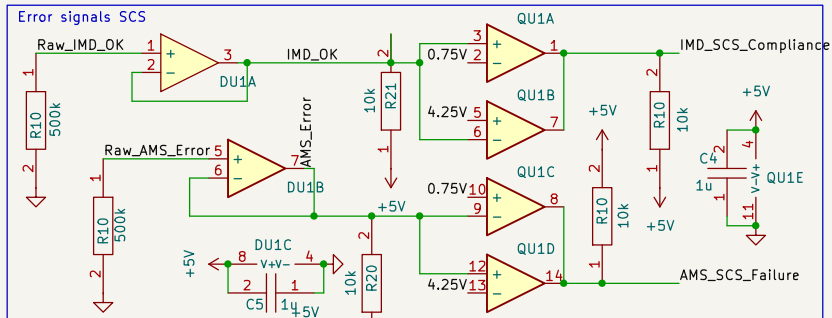 Error signals SCS
QU1A
Raw_IMD_OK
1
+
2
−
3
DU1A
IMD_OK
2
3
+
0.75V
2
−
1
IMD_SCS_Compliance
1
R10
500k
2
10k
R21
1
QU1B
4.25V
5
+
6
−
7
2
R10
10k
1
+5V
+5V
+5V
C4
1u
2
1
4
V+
V−
11
QU1E
AMS_Error
Raw_AMS_Error
5
+
6
−
7
DU1B
1
R10
500k
2
QU1C
0.75V
10
+
9
−
8
2
R10
10k
1
+5V
2
R20
10k
DU1C
+5V
8
V+
V−
4
2
1
C5
1u
+5V
QU1D
12
+
4.25V
13
−
14
AMS_SCS_Failure